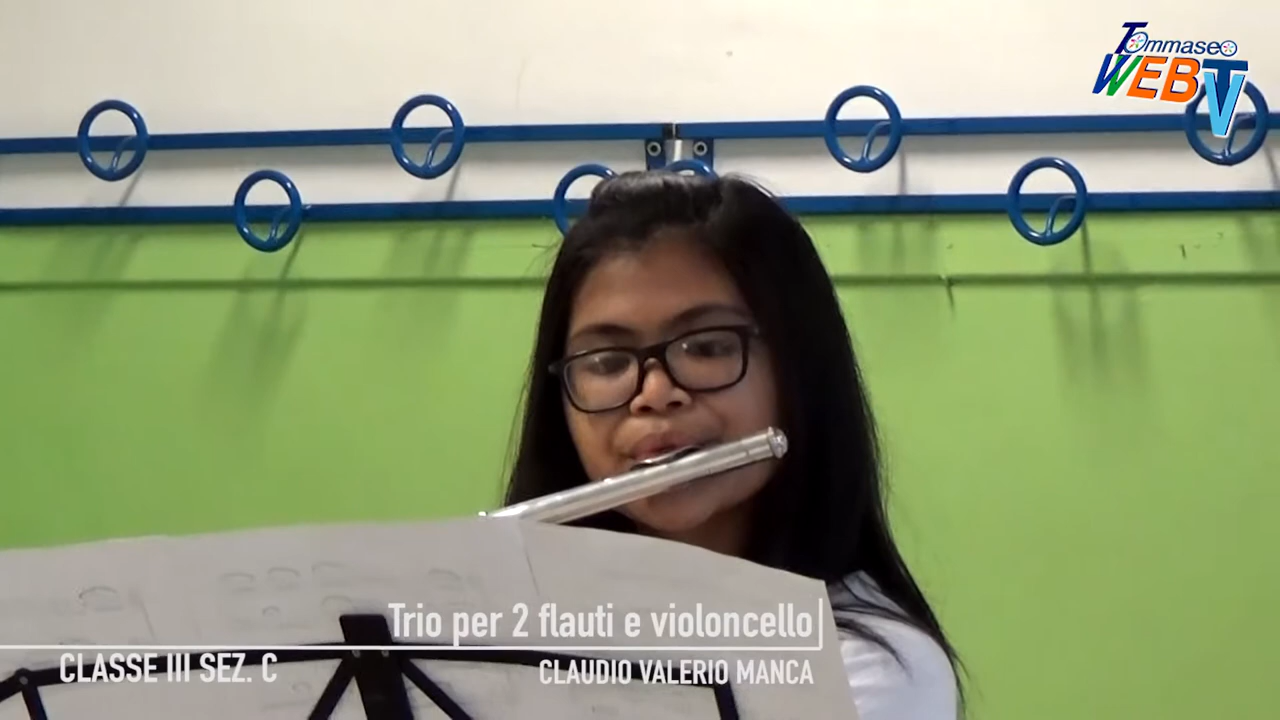 Tommaseo
WEB TV
Trio per 2 flauti e violoncello
CLASSE III SEZ. C
CLAUDIO VALERIO MANCA